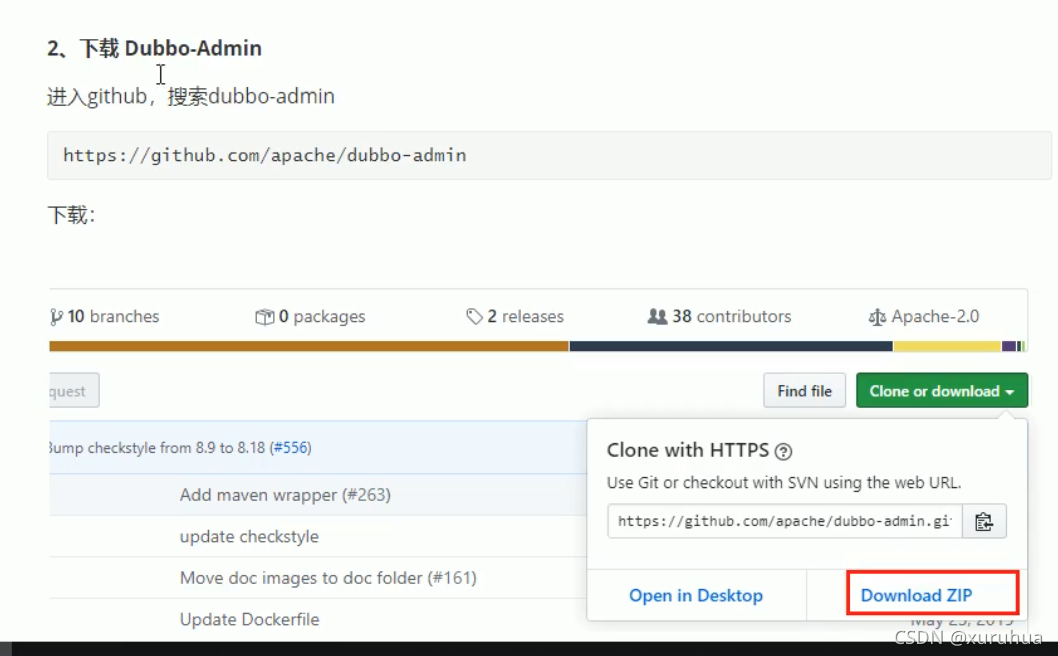 2、下载 Dubbo-Admin
进入github，搜索dubbo-admin
https://github.com/apache/dubbo-admin
下载：
10 branches 0 packages 2 releases 38 contributors Apache-2.0
quest Find file Clone or download
Bump checkstyle from 8.9 to 8.18 (#556)
Clone with HTTPS ?
Add maven wrapper (#263)
Use Git or checkout with SVN using the web URL.
https://github.com/apache/dubbo-admin.gi
update checkstyle
Move doc images to doc folder (#161)
Open in Desktop Download ZIP
Update Dockerfile
May 23, 2019
CSDN @xuruhua